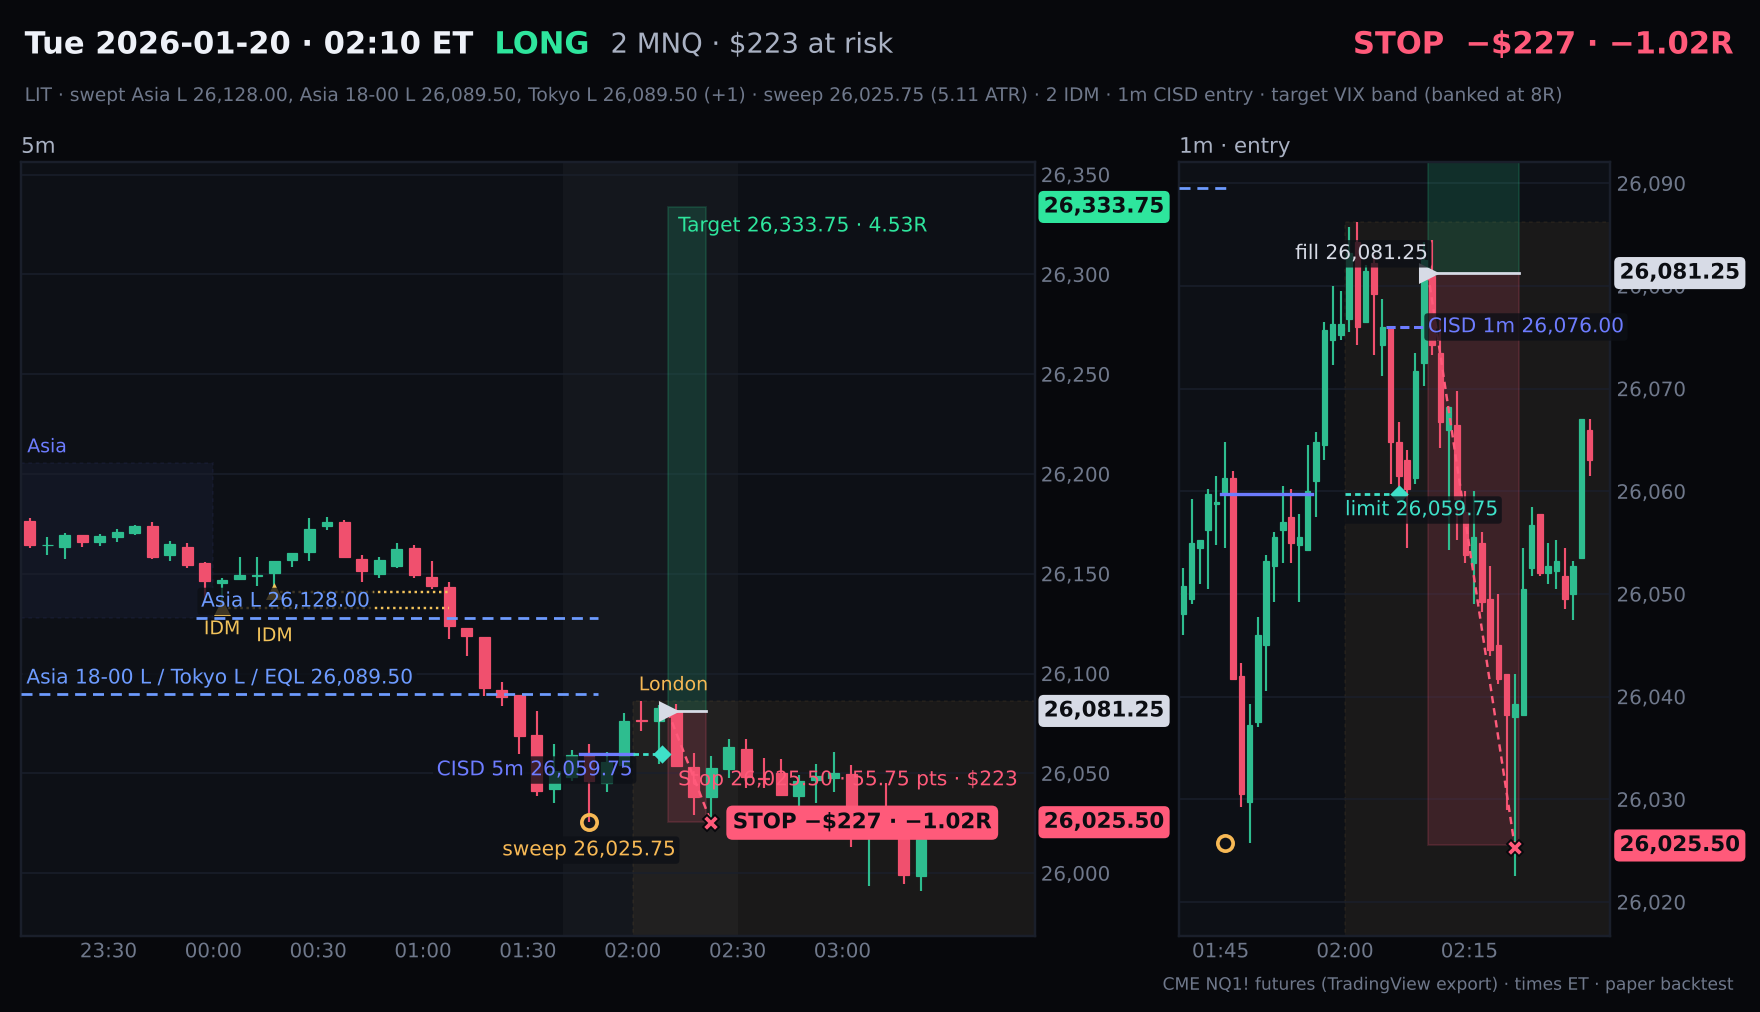 Tue 2026-01-20 · 02:10 ET LONG 2 MNQ · $223 at risk
STOP −$227 · −1.02R
LIT · swept Asia L 26,128.00, Asia 18-00 L 26,089.50, Tokyo L 26,089.50 (+1) · sweep 26,025.75 (5.11 ATR) · 2 IDM · 1m CISD entry · target VIX band (banked at 8R)
5m
26,350
26,333.75
Target 26,333.75 · 4.53R
26,300
26,250
Asia
26,200
26,150
Asia L 26,128.00
IDM
IDM
Asia 18-00 L / Tokyo L / EQL 26,089.50
London
26,100
26,081.25
CISD 5m 26,059.75
Stop 26,025.50 · 55.75 pts · $223
26,050
STOP −$227 · −1.02R
26,025.50
sweep 26,025.75
26,000
23:30
00:00
00:30
01:00
01:30
02:00
02:30
03:00
1m · entry
26,090
fill 26,081.25
26,081.25
26,080
CISD 1m 26,076.00
26,070
26,060
limit 26,059.75
26,050
26,040
26,030
26,025.50
26,020
01:45
02:00
02:15
CME NQ1! futures (TradingView export) · times ET · paper backtest